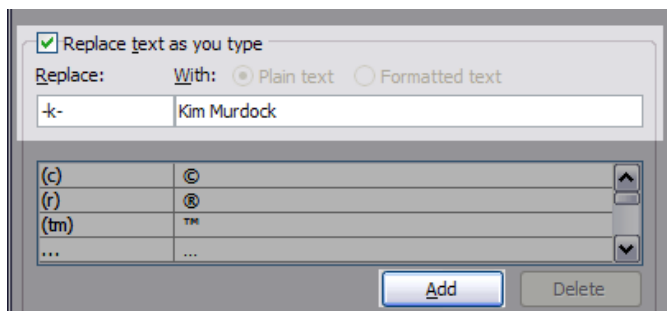 Replace text as you type
Replace: With: Plain text Formatted text
-k- Kim Murdock
(c) ©
(r) ®
(tm) ™
... ...
Add Delete